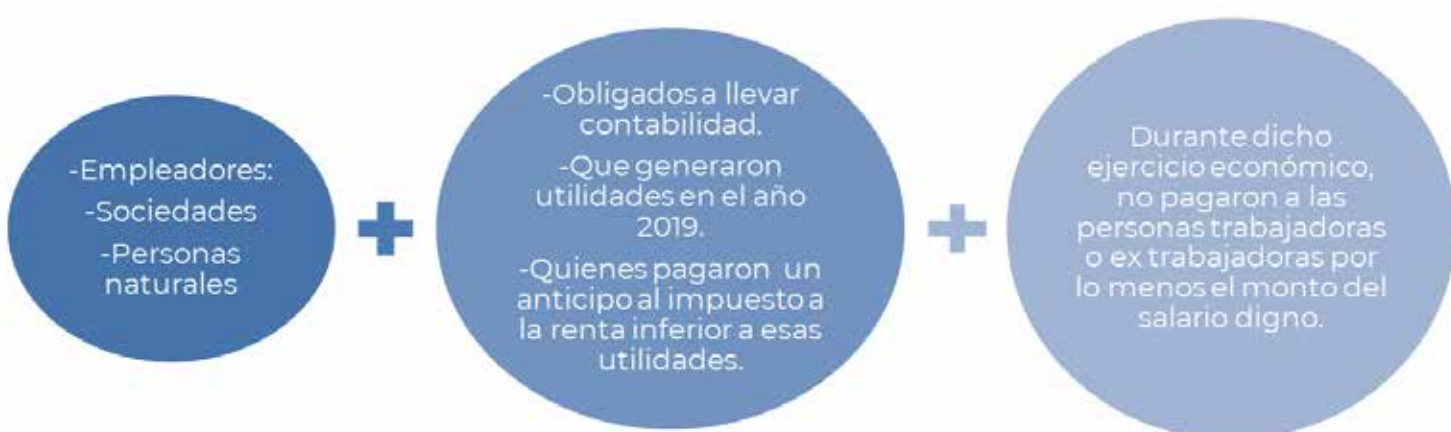 -Empleadores:
-Sociedades
-Personas
naturales
-Obligados a llevar
contabilidad.
-Que generaron
utilidades en el año
2019.
-Quienes pagaron un
anticipo al impuesto a
la renta inferior a esas
utilidades.
Durante dicho
ejercicio económico,
no pagaron a las
personas trabajadoras
o ex trabajadoras por
lo menos el monto del
salario digno.